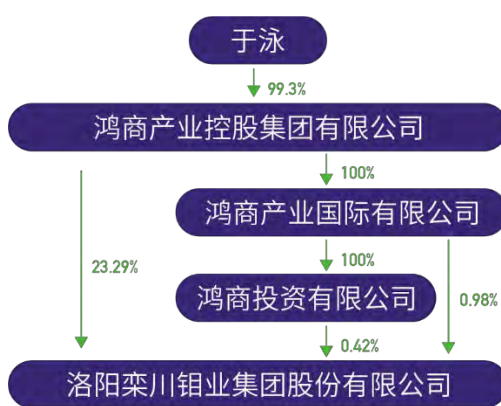 于泳
99.3%
鸿商产业控股集团有限公司
100%
鸿商产业国际有限公司
23.29%
100%
鸿商投资有限公司
0.98%
0.42%
洛阳栾川钼业集团股份有限公司